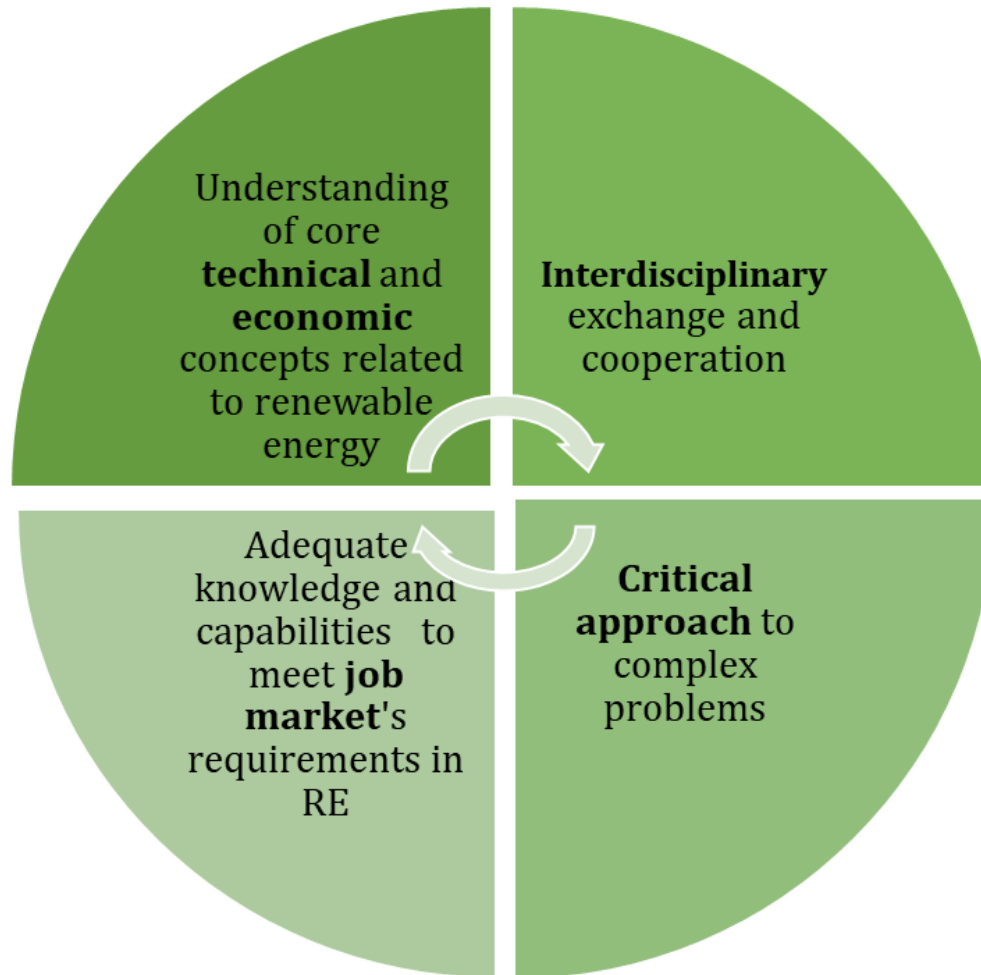 Understanding
of core
technical and
economic
concepts related
to renewable
energy
Interdisciplinary
exchange and
cooperation
Critical
approach to
complex
problems
Adequate
knowledge and
capabilities to
meet job
market's
requirements in
RE